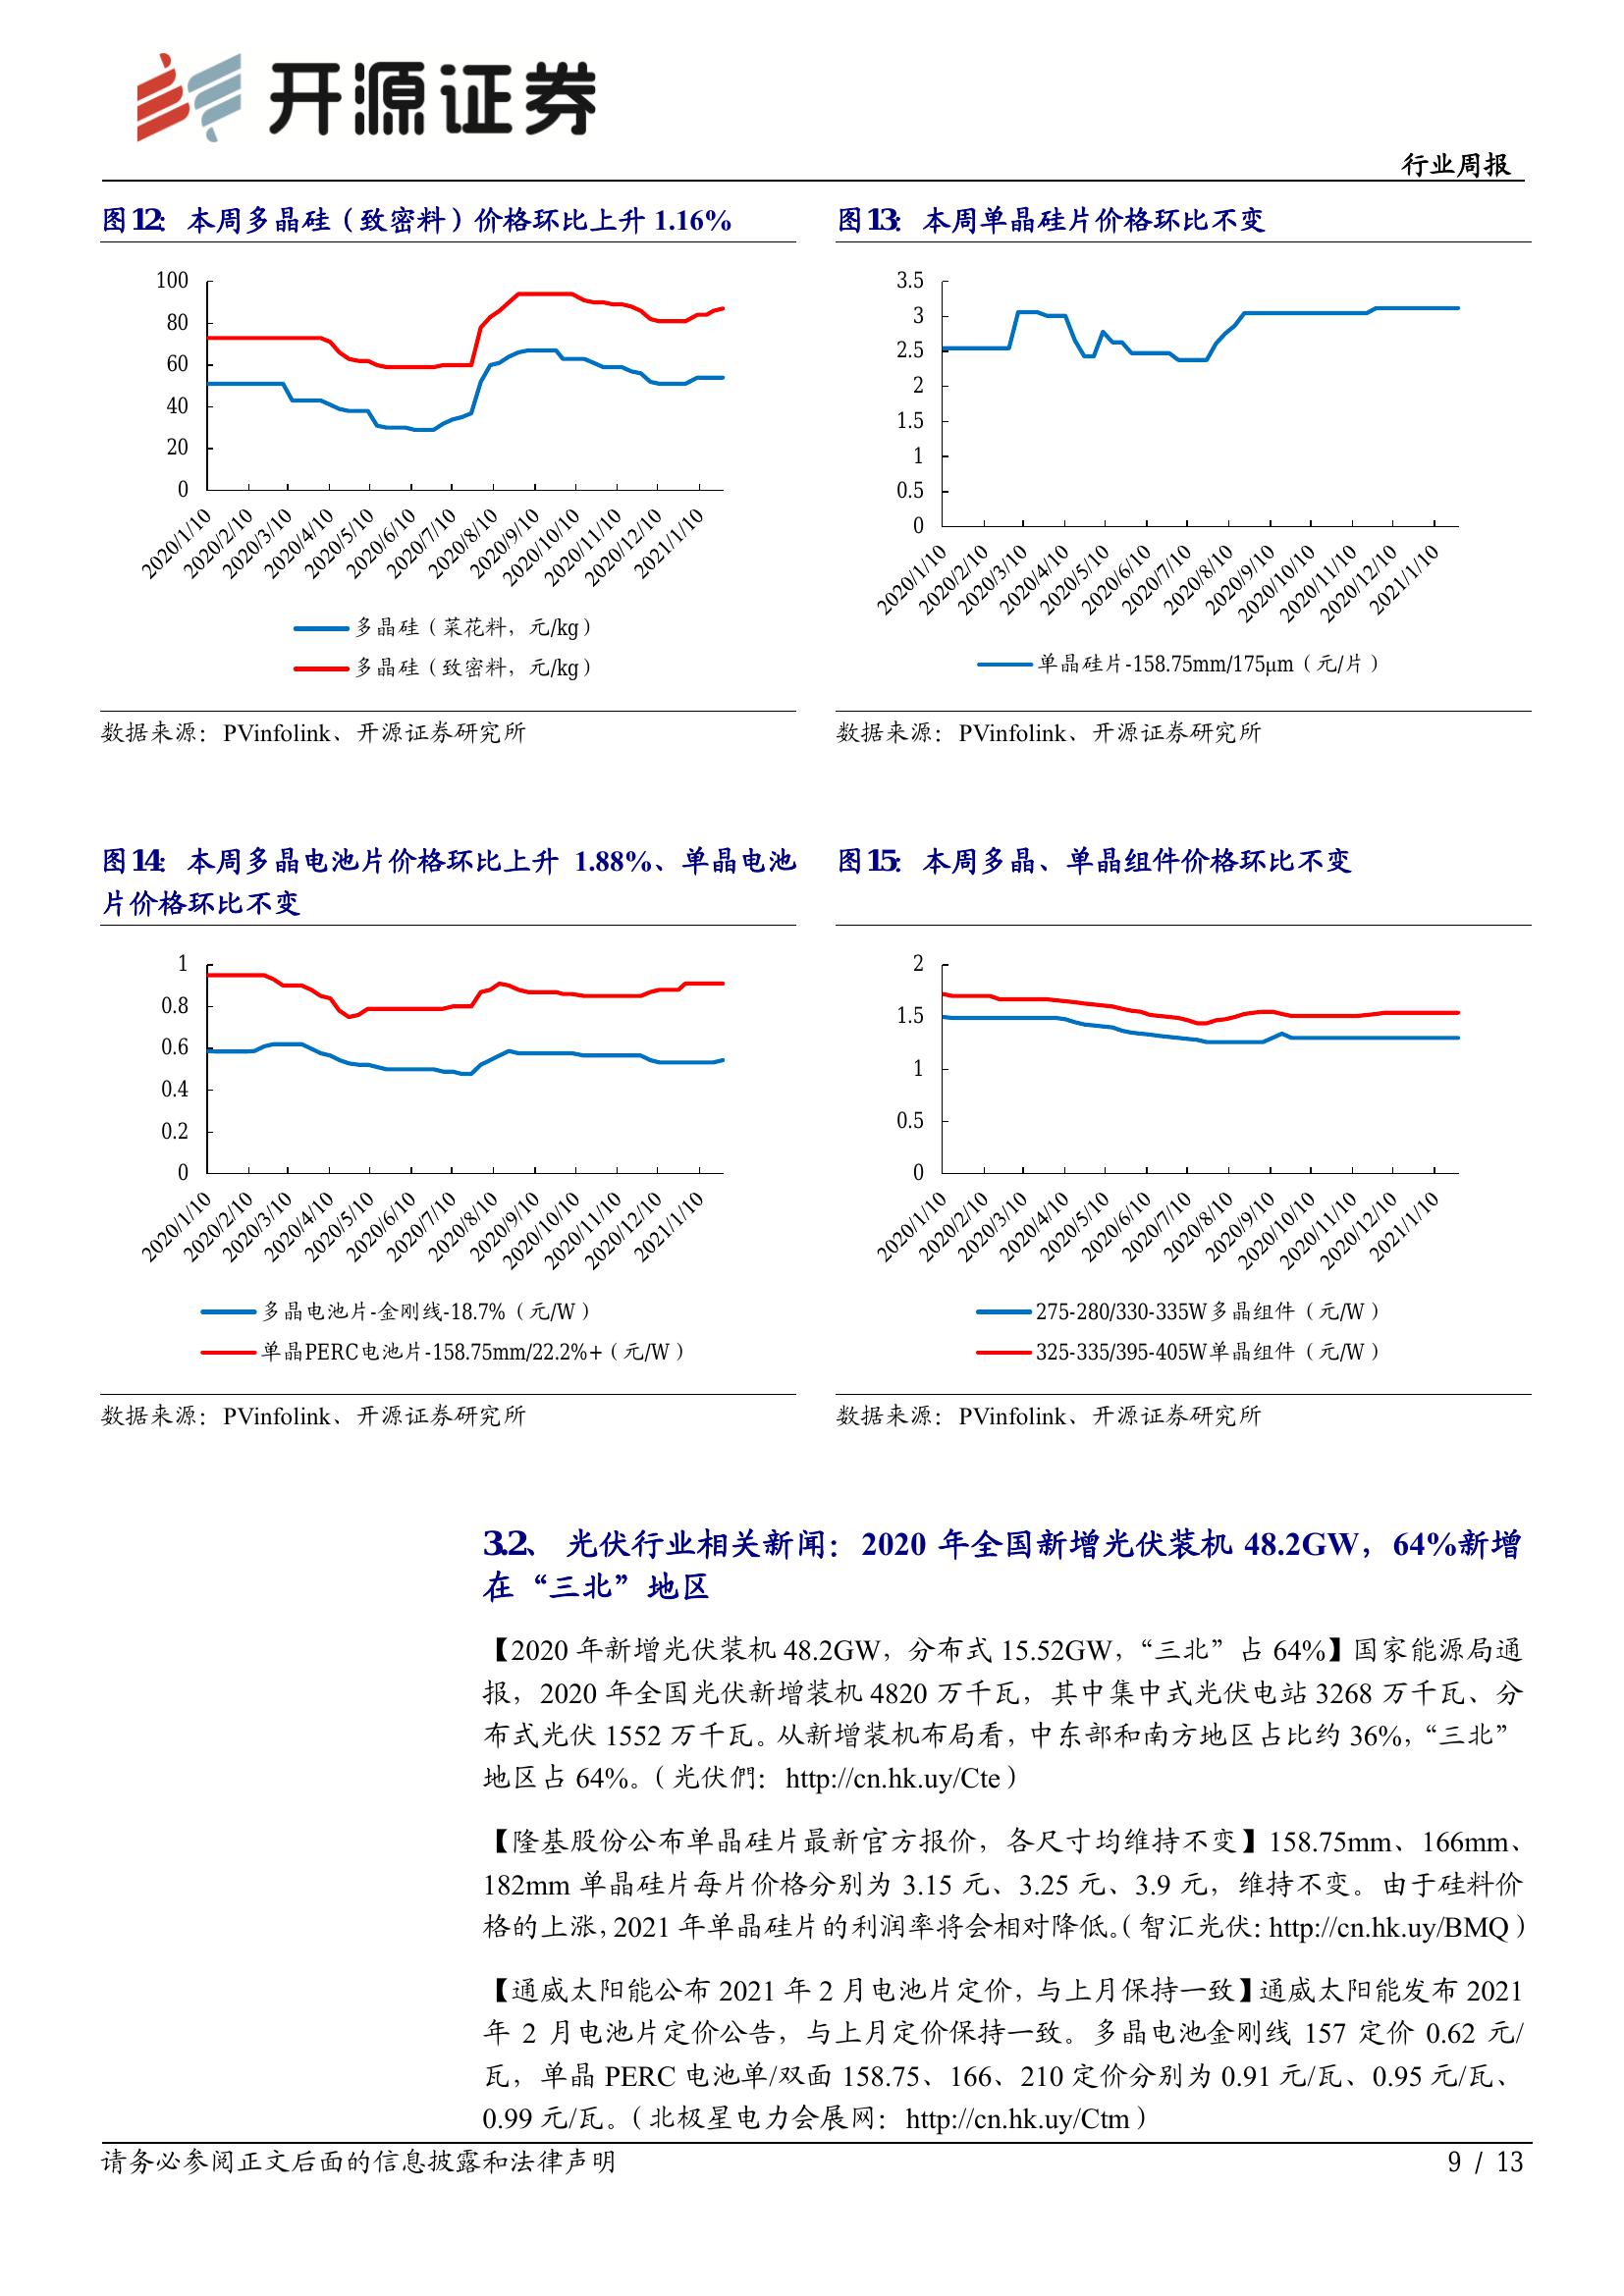 开源证券
行业周报
图12： 本周多晶硅（致密料）价格环比上升 1.16%
100
80
60
40
20
0
2020/1/10
2020/2/10
2020/3/10
2020/4/10
2020/5/10
2020/6/10
2020/7/10
2020/8/10
2020/9/10
2020/10/10
2020/11/10
2020/12/10
2021/1/10
多晶硅（菜花料，元/kg）
多晶硅（致密料，元/kg）
数据来源：PVinfolink、开源证券研究所
图13： 本周单晶硅片价格环比不变
3.5
3
2.5
2
1.5
1
0.5
0
2020/1/10
2020/2/10
2020/3/10
2020/4/10
2020/5/10
2020/6/10
2020/7/10
2020/8/10
2020/9/10
2020/10/10
2020/11/10
2020/12/10
2021/1/10
单晶硅片-158.75mm/175μm（元/片）
数据来源：PVinfolink、开源证券研究所
图14： 本周多晶电池片价格环比上升 1.88%、单晶电池
片价格环比不变
1
0.8
0.6
0.4
0.2
0
2020/1/10
2020/2/10
2020/3/10
2020/4/10
2020/5/10
2020/6/10
2020/7/10
2020/8/10
2020/9/10
2020/10/10
2020/11/10
2020/12/10
2021/1/10
多晶电池片-金刚线-18.7%（元/W）
单晶PERC电池片-158.75mm/22.2%+（元/W）
数据来源：PVinfolink、开源证券研究所
图15： 本周多晶、单晶组件价格环比不变
2
1.5
1
0.5
0
2020/1/10
2020/2/10
2020/3/10
2020/4/10
2020/5/10
2020/6/10
2020/7/10
2020/8/10
2020/9/10
2020/10/10
2020/11/10
2020/12/10
2021/1/10
275-280/330-335W多晶组件（元/W）
325-335/395-405W单晶组件（元/W）
数据来源：PVinfolink、开源证券研究所
3.2、 光伏行业相关新闻：2020 年全国新增光伏装机 48.2GW，64%新增
在“三北”地区
【2020 年新增光伏装机 48.2GW，分布式 15.52GW，“三北”占 64%】国家能源局通
报，2020 年全国光伏新增装机 4820 万千瓦，其中集中式光伏电站 3268 万千瓦、分
布式光伏 1552 万千瓦。从新增装机布局看，中东部和南方地区占比约 36%，“三北”
地区占 64%。（光伏們：http://cn.hk.uy/Cte）
【隆基股份公布单晶硅片最新官方报价，各尺寸均维持不变】158.75mm、166mm、
182mm 单晶硅片每片价格分别为 3.15 元、3.25 元、3.9 元，维持不变。由于硅料价
格的上涨，2021 年单晶硅片的利润率将会相对降低。（智汇光伏：http://cn.hk.uy/BMQ）
【通威太阳能公布 2021 年 2 月电池片定价，与上月保持一致】通威太阳能发布 2021
年 2 月电池片定价公告，与上月定价保持一致。多晶电池金刚线 157 定价 0.62 元/
瓦，单晶 PERC 电池单/双面 158.75、166、210 定价分别为 0.91 元/瓦、0.95 元/瓦、
0.99 元/瓦。（北极星电力会展网：http://cn.hk.uy/Ctm）
请务必参阅正文后面的信息披露和法律声明
9 / 13